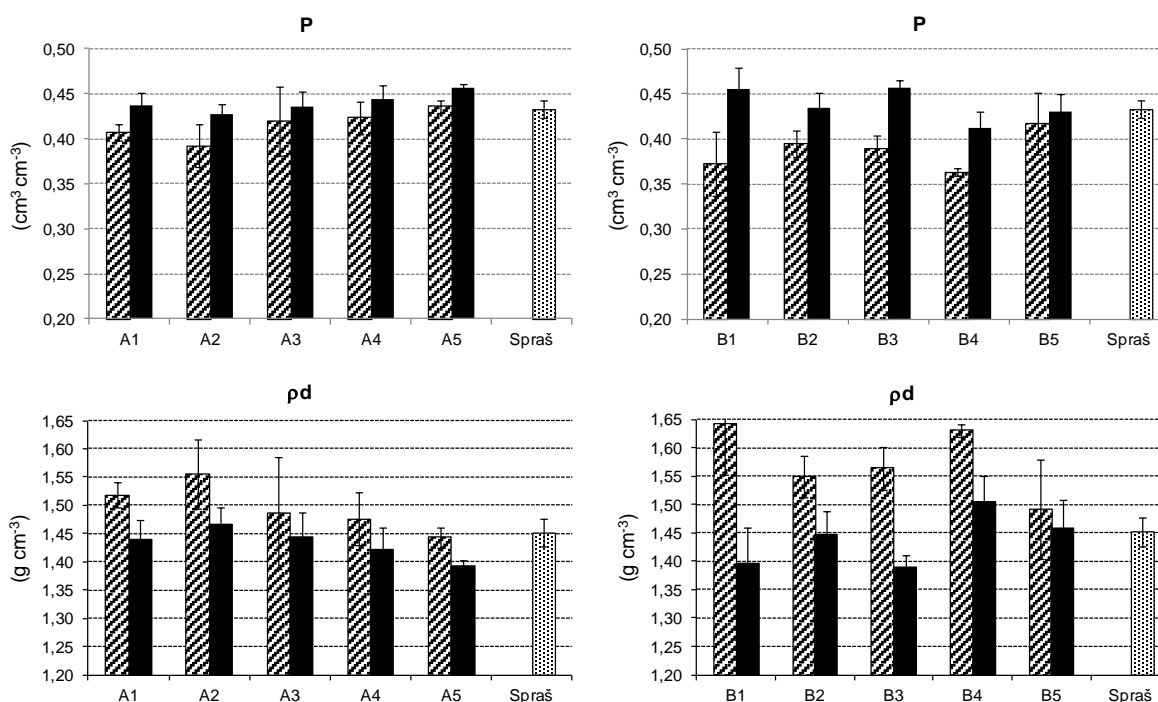 P
0,50
0,45
0,40
0,35
0,30
0,25
0,20
(cm³ cm⁻³)
A1 A2 A3 A4 A5 Spraš
P
0,50
0,45
0,40
0,35
0,30
0,25
0,20
(cm³ cm⁻³)
B1 B2 B3 B4 B5 Spraš
ρd
1,65
1,60
1,55
1,50
1,45
1,40
1,35
1,30
1,25
1,20
(g cm⁻³)
A1 A2 A3 A4 A5 Spraš
ρd
1,65
1,60
1,55
1,50
1,45
1,40
1,35
1,30
1,25
1,20
(g cm⁻³)
B1 B2 B3 B4 B5 Spraš